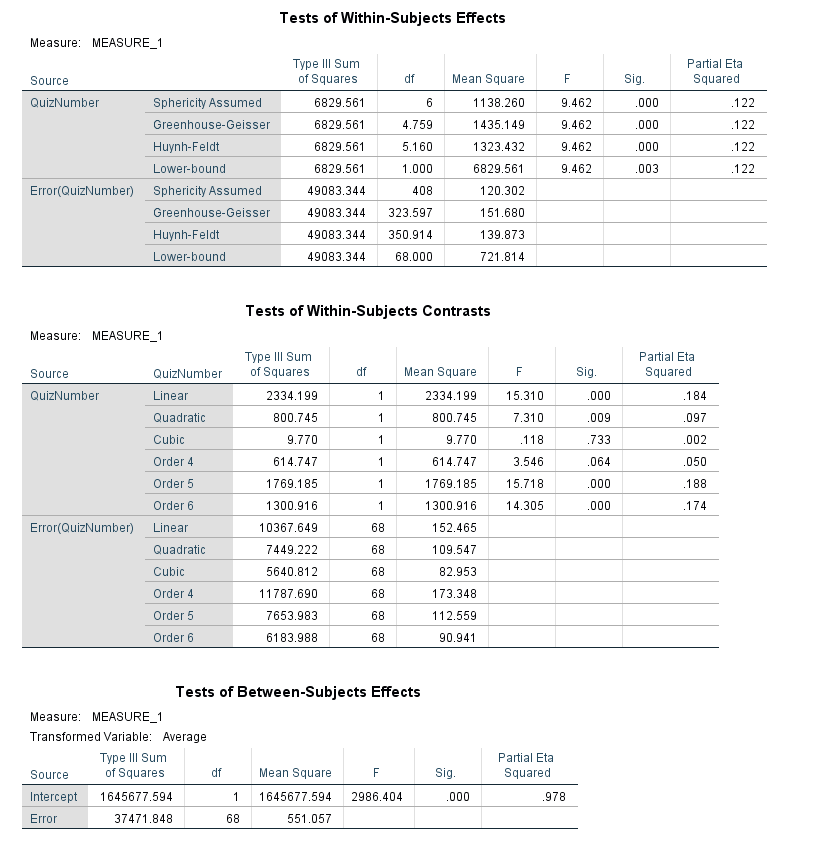 Tests of Within-Subjects Effects
Measure: MEASURE_1
Source Type III Sum of Squares df Mean Square F Sig. Partial Eta Squared
QuizNumber Sphericity Assumed 6829.561 6 1138.260 9.462 .000 .122
Greenhouse-Geisser 6829.561 4.759 1435.149 9.462 .000 .122
Huynh-Feldt 6829.561 5.160 1323.432 9.462 .000 .122
Lower-bound 6829.561 1.000 6829.561 9.462 .003 .122
Error(QuizNumber) Sphericity Assumed 49083.344 408 120.302
Greenhouse-Geisser 49083.344 323.597 151.680
Huynh-Feldt 49083.344 350.914 139.873
Lower-bound 49083.344 68.000 721.814
Tests of Within-Subjects Contrasts
Measure: MEASURE_1
Source QuizNumber Type III Sum of Squares df Mean Square F Sig. Partial Eta Squared
QuizNumber Linear 2334.199 1 2334.199 15.310 .000 .184
Quadratic 800.745 1 800.745 7.310 .009 .097
Cubic 9.770 1 9.770 .118 .733 .002
Order 4 614.747 1 614.747 3.546 .064 .050
Order 5 1769.185 1 1769.185 15.718 .000 .188
Order 6 1300.916 1 1300.916 14.305 .000 .174
Error(QuizNumber) Linear 10367.649 68 152.465
Quadratic 7449.222 68 109.547
Cubic 5640.812 68 82.953
Order 4 11787.690 68 173.348
Order 5 7653.983 68 112.559
Order 6 6183.988 68 90.941
Tests of Between-Subjects Effects
Measure: MEASURE_1
Transformed Variable: Average
Source Type III Sum of Squares df Mean Square F Sig. Partial Eta Squared
Intercept 1645677.594 1 1645677.594 2986.404 .000 .978
Error 37471.848 68 551.057